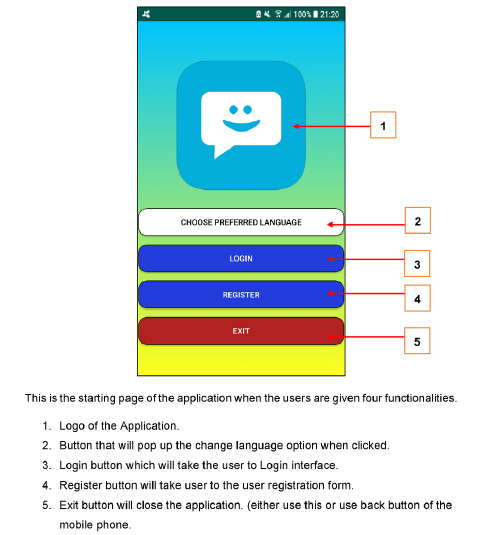 100% 21:20
1
CHOOSE PREFERRED LANGUAGE
2
LOGIN
3
REGISTER
4
EXIT
5
This is the starting page of the application when the users are given four functionalities.
1. Logo of the Application.
2. Button that will pop up the change language option when clicked.
3. Login button which will take the user to Login interface.
4. Register button will take user to the user registration form.
5. Exit button will close the application. (either use this or use back button of the
mobile phone.